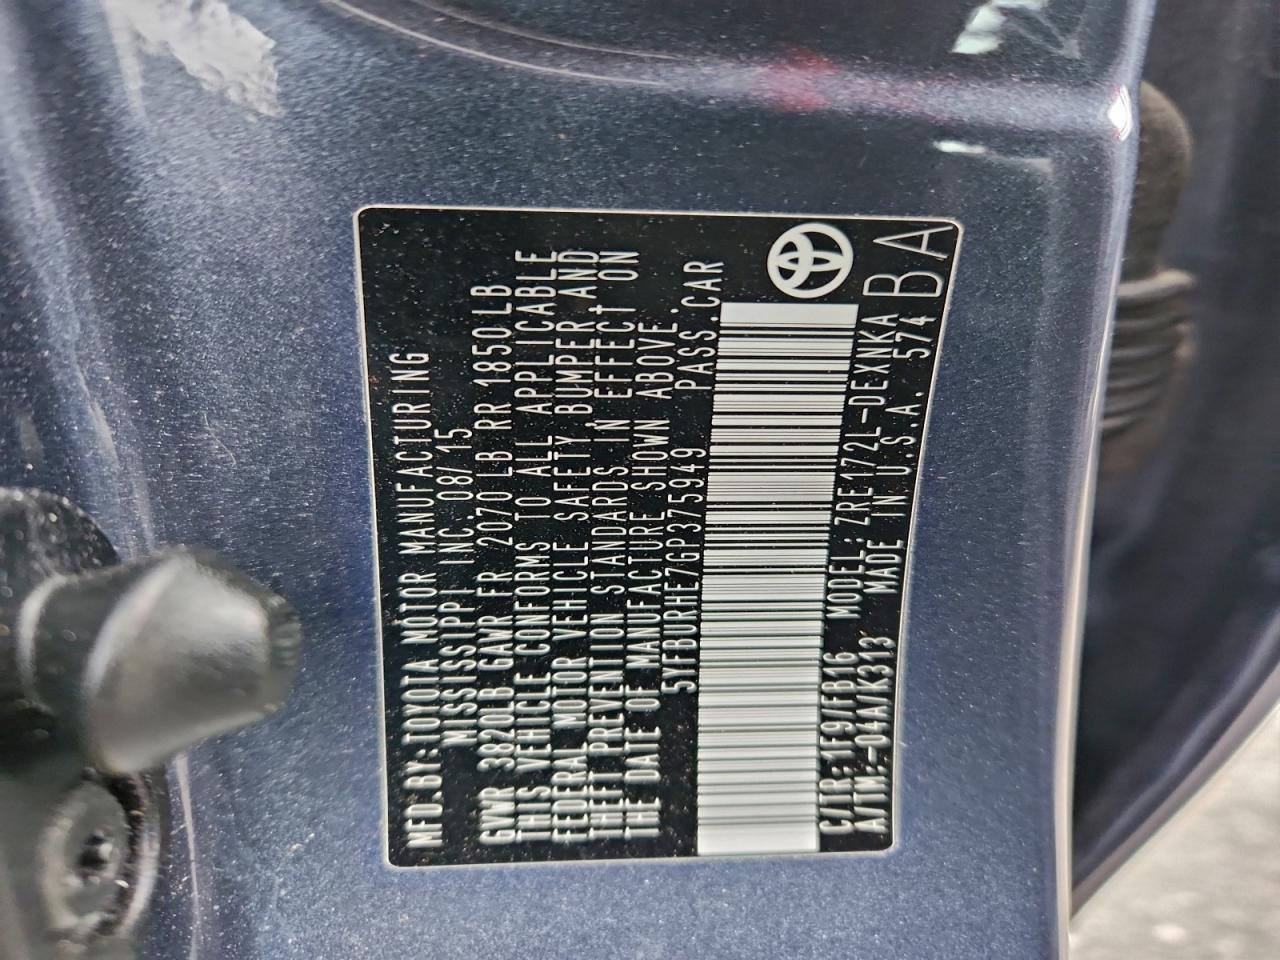 MFD.BY:TOYOTA MOTOR MANUFACTURING
MISSISSIPPI INC. 08/15
GVWR 3820LB GAWR FR 2070 LB RR 1850 LB
THIS VEHICLE CONFORMS TO ALL APPLICABLE
FEDERAL MOTOR VEHICLE SAFETY BUMPER AND
THEFT PREVENTION STANDARDS IN EFFECT ON
THE DATE OF MANUFACTURE SHOWN ABOVE.
5YFBURHE7GP375949 PASS.CAR
C/TR:1F9/FB16 MODEL:ZRE172L-DEXNKA
A/TM:-04A/K313 MADE IN U.S.A. 574
BA